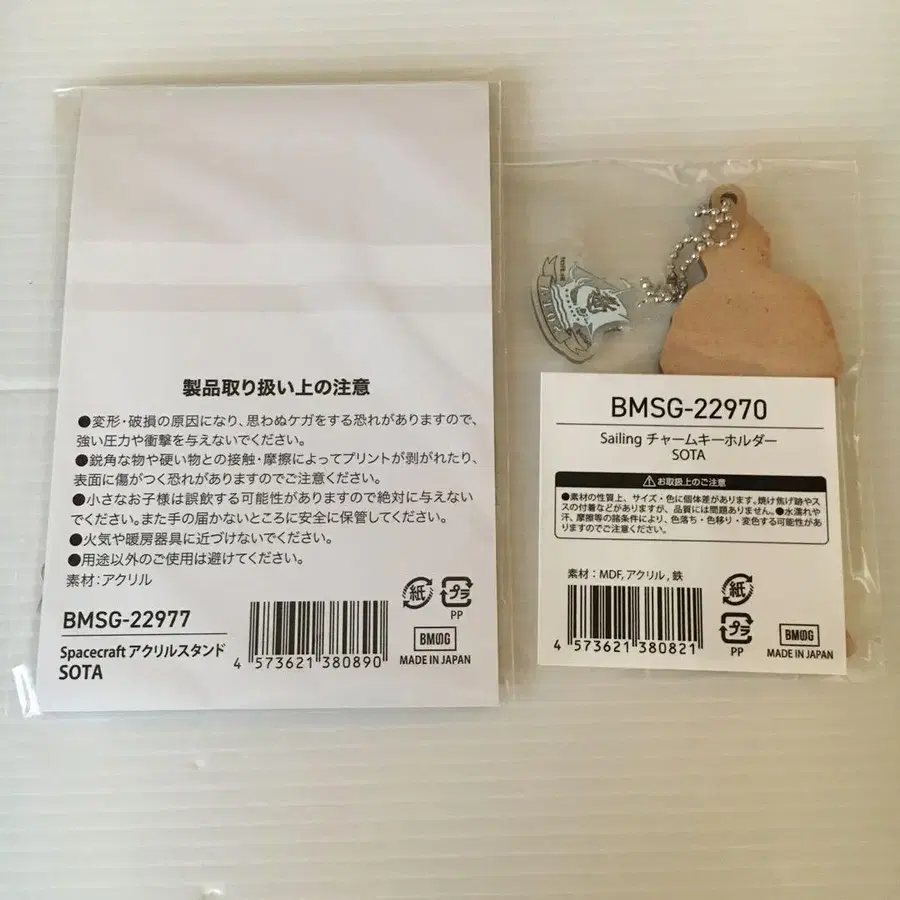 製品取り扱い上の注意
●変形・破損の原因になり、思わぬケガをする恐れがありますので、
強い圧力や衝撃を与えないでください。
●鋭角な物や硬い物との接触・摩擦によってプリントが剥がれたり、
表面に傷がつく恐れがありますのでご注意ください。
●小さなお子様は誤飲する可能性がありますので絶対に与えない
でください。また手の届かないところに安全に保管してください。
●火気や暖房器具に近づけないでください。
●用途以外のご使用は避けてください。
素材：アクリル
BMSG-22977
Spacecraft アクリルスタンド
SOTA
4 573621 380890
紙
プラ
PP
BMSG
MADE IN JAPAN
SOTA
BMSG-22970
Sailing チャームキーホルダー
SOTA
⚠お取扱上のご注意
●素材の性質上、サイズ・色に個体差があります。焼け焦げ跡やス
スの付着などがありますが、品質には問題ありません。●水濡れや
汗、摩擦等の諸条件により、色落ち・色移り・変色する可能性があ
りますのでご注意ください。
素材：MDF, アクリル, 鉄
4 573621 380821
紙
プラ
PP
BMSG
MADE IN JAPAN